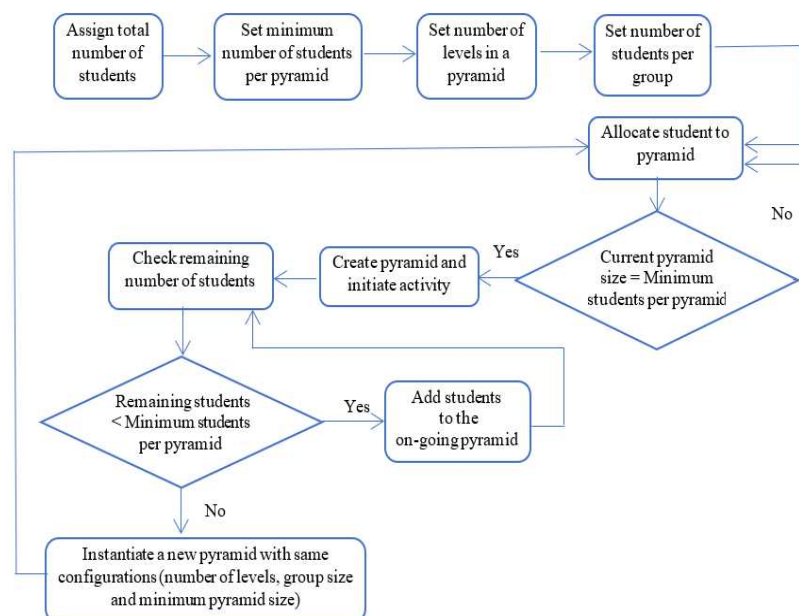 Assign total
number of
students
Set minimum
number of students
per pyramid
Set number of
levels in a
pyramid
Set number of
students per
group
Allocate student to
pyramid
No
Current pyramid
size = Minimum
students per pyramid
Yes
Create pyramid and
initiate activity
Check remaining
number of students
Remaining students
< Minimum students
per pyramid
Yes
Add students
to the
on-going pyramid
No
Instantiate a new pyramid with same
configurations (number of levels, group size
and minimum pyramid size)